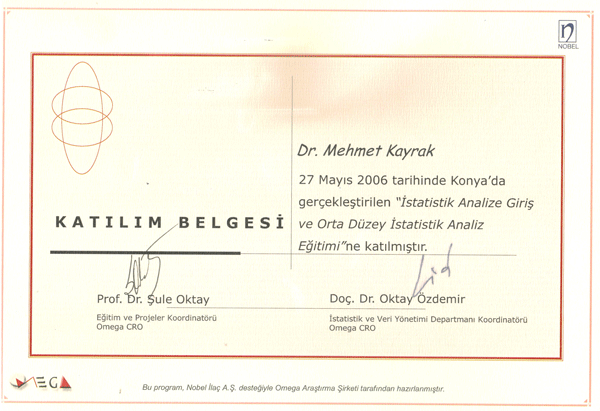 NOBEL
Dr. Mehmet Kayrak
27 Mayıs 2006 tarihinde Konya'da
gerçekleştirilen "İstatistik Analize Giriş
ve Orta Düzey İstatistik Analiz
Eğitimi"ne katılmıştır.
KATILIM BELGESİ
Prof. Dr. Şule Oktay
Eğitim ve Projeler Koordinatörü
Omega CRO
Doç. Dr. Oktay Özdemir
İstatistik ve Veri Yönetimi Departmanı Koordinatörü
Omega CRO
OMEGA
Bu program, Nobel İlaç A.Ş. desteğiyle Omega Araştırma Şirketi tarafından hazırlanmıştır.